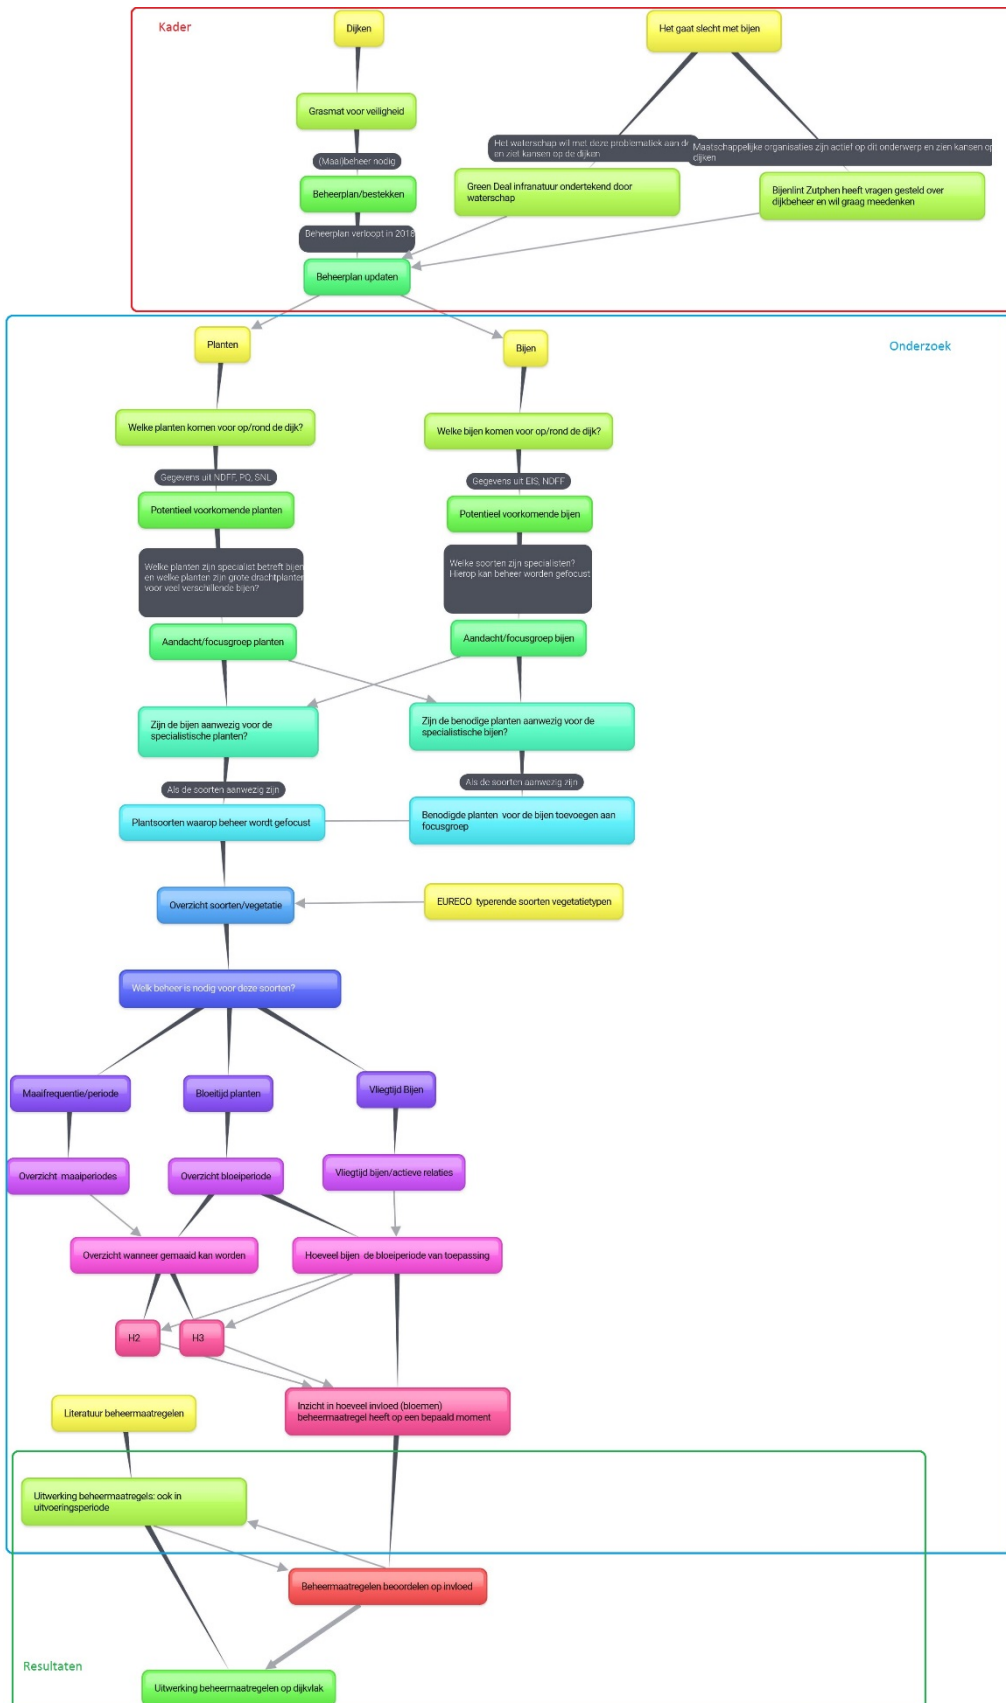 Kader
Dijken
Het gaat slecht met bijen
Grasmat voor veiligheid
(Maai)beheer nodig
Het waterschap wil met deze problematiek aan de
en ziet kansen op de dijken
Maatschappelijke organisaties zijn actief op dit onderwerp en zien kansen op
dijken
Beheerplan/bestekken
Green Deal infranatuur ondertekend door
waterschap
Bijenlint Zutphen heeft vragen gesteld over
dijkbeheer en wil graag meedenken
Beheerplan verloopt in 2018
Beheerplan updaten
Onderzoek
Planten
Bijen
Welke planten komen voor op/rond de dijk?
Welke bijen komen voor op/rond de dijk?
Gegevens uit NDFF, PQ, SNL
Gegevens uit EIS, NDFF
Potentieel voorkomende planten
Potentieel voorkomende bijen
Welke planten zijn specialist betreft bijen
en welke planten zijn grote drachtplanten
voor veel verschillende bijen?
Welke soorten zijn specialisten?
Hierop kan beheer worden gefocust
Aandacht/focusgroep planten
Aandacht/focusgroep bijen
Zijn de bijen aanwezig voor de
specialistische planten?
Zijn de benodige planten aanwezig voor de
specialistische bijen?
Als de soorten aanwezig zijn
Als de soorten aanwezig zijn
Plantsoorten waarop beheer wordt gefocust
Benodigde planten voor de bijen toevoegen aan
focusgroep
Overzicht soorten/vegetatie
EURECO typerende soorten vegetatietypen
Welk beheer is nodig voor deze soorten?
Maaifrequentie/periode
Bloeitijd planten
Vliegtijd Bijen
Overzicht maaiperiodes
Overzicht bloeiperiode
Vliegtijd bijen/actieve relaties
Overzicht wanneer gemaaid kan worden
Hoeveel bijen de bloeiperiode van toepassing
H2
H3
Literatuur beheermaatregelen
Inzicht in hoeveel invloed (bloemen)
beheermaatregel heeft op een bepaald moment
Uitwerking beheermaatregels: ook in
uitvoeringsperiode
Beheermaatregelen beoordelen op invloed
Resultaten
Uitwerking beheermaatregelen op dijkvlak